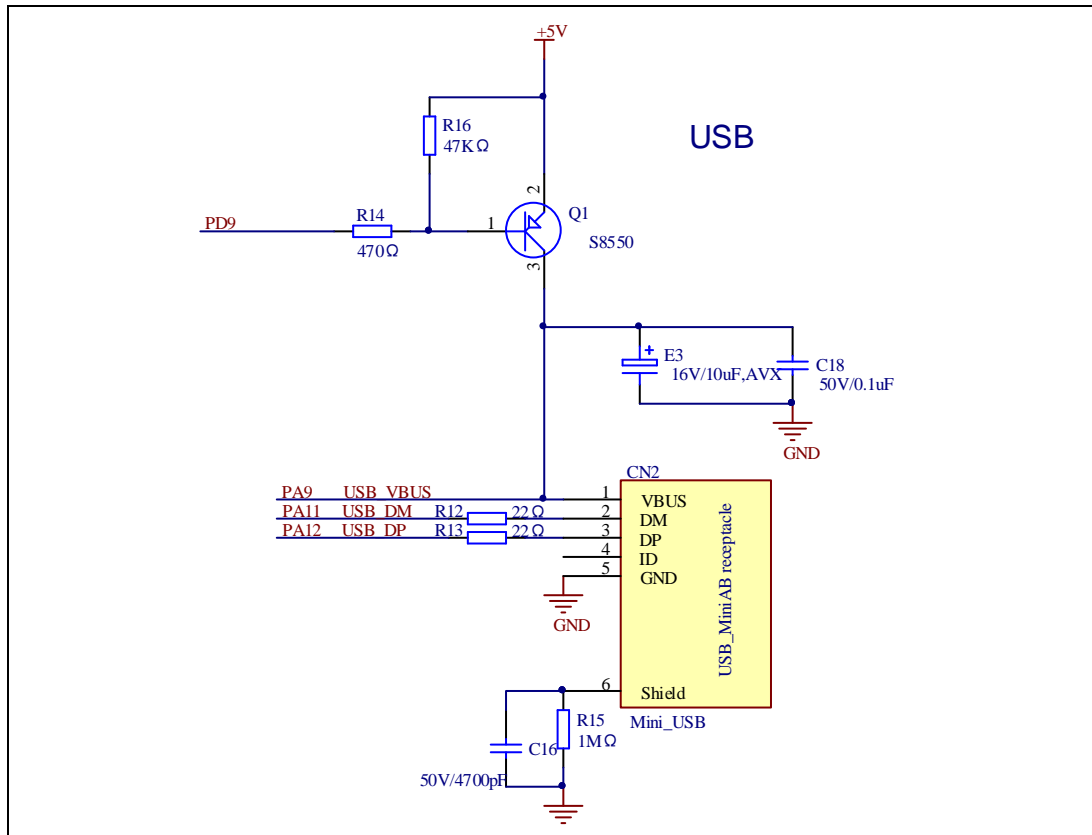 +5V
R16
47KΩ
USB
2
Q1
PD9
R14
1
470Ω
S8550
3
+
E3
16V/10uF,AVX
C18
50V/0.1uF
GND
CN2
PA9 USB_VBUS
1
VBUS
PA11 USB_DM R12 22Ω
2
DM
PA12 USB_DP R13 22Ω
3
DP
4
ID
5
GND
USB_MiniAB receptacle
GND
6
Shield
Mini_USB
R15
1MΩ
C16
50V/4700pF